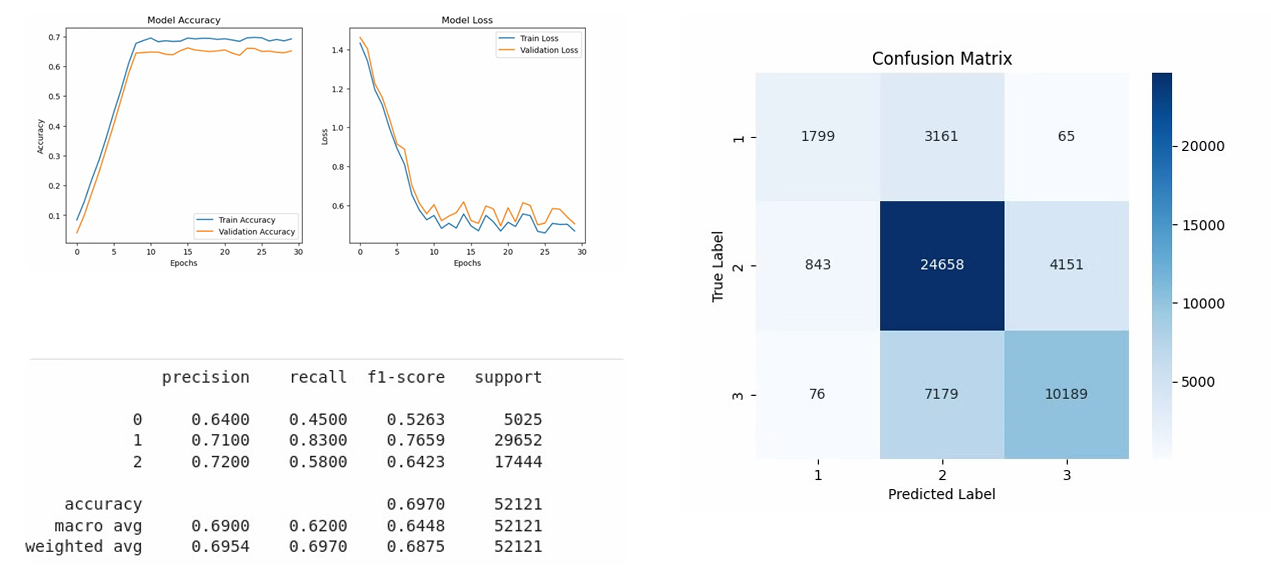 Model Accuracy
0.7
0.6
0.5
0.4
0.3
0.2
0.1
Accuracy
0 5 10 15 20 25 30
Epochs
Train Accuracy
Validation Accuracy
Model Loss
1.4
1.2
1.0
0.8
0.6
Loss
0 5 10 15 20 25 30
Epochs
Train Loss
Validation Loss
precision recall f1-score support
0 0.6400 0.4500 0.5263 5025
1 0.7100 0.8300 0.7659 29652
2 0.7200 0.5800 0.6423 17444
accuracy 0.6970 52121
macro avg 0.6900 0.6200 0.6448 52121
weighted avg 0.6954 0.6970 0.6875 52121
Confusion Matrix
True Label
1 1799 3161 65
2 843 24658 4151
3 76 7179 10189
1 2 3
Predicted Label
20000
15000
10000
5000